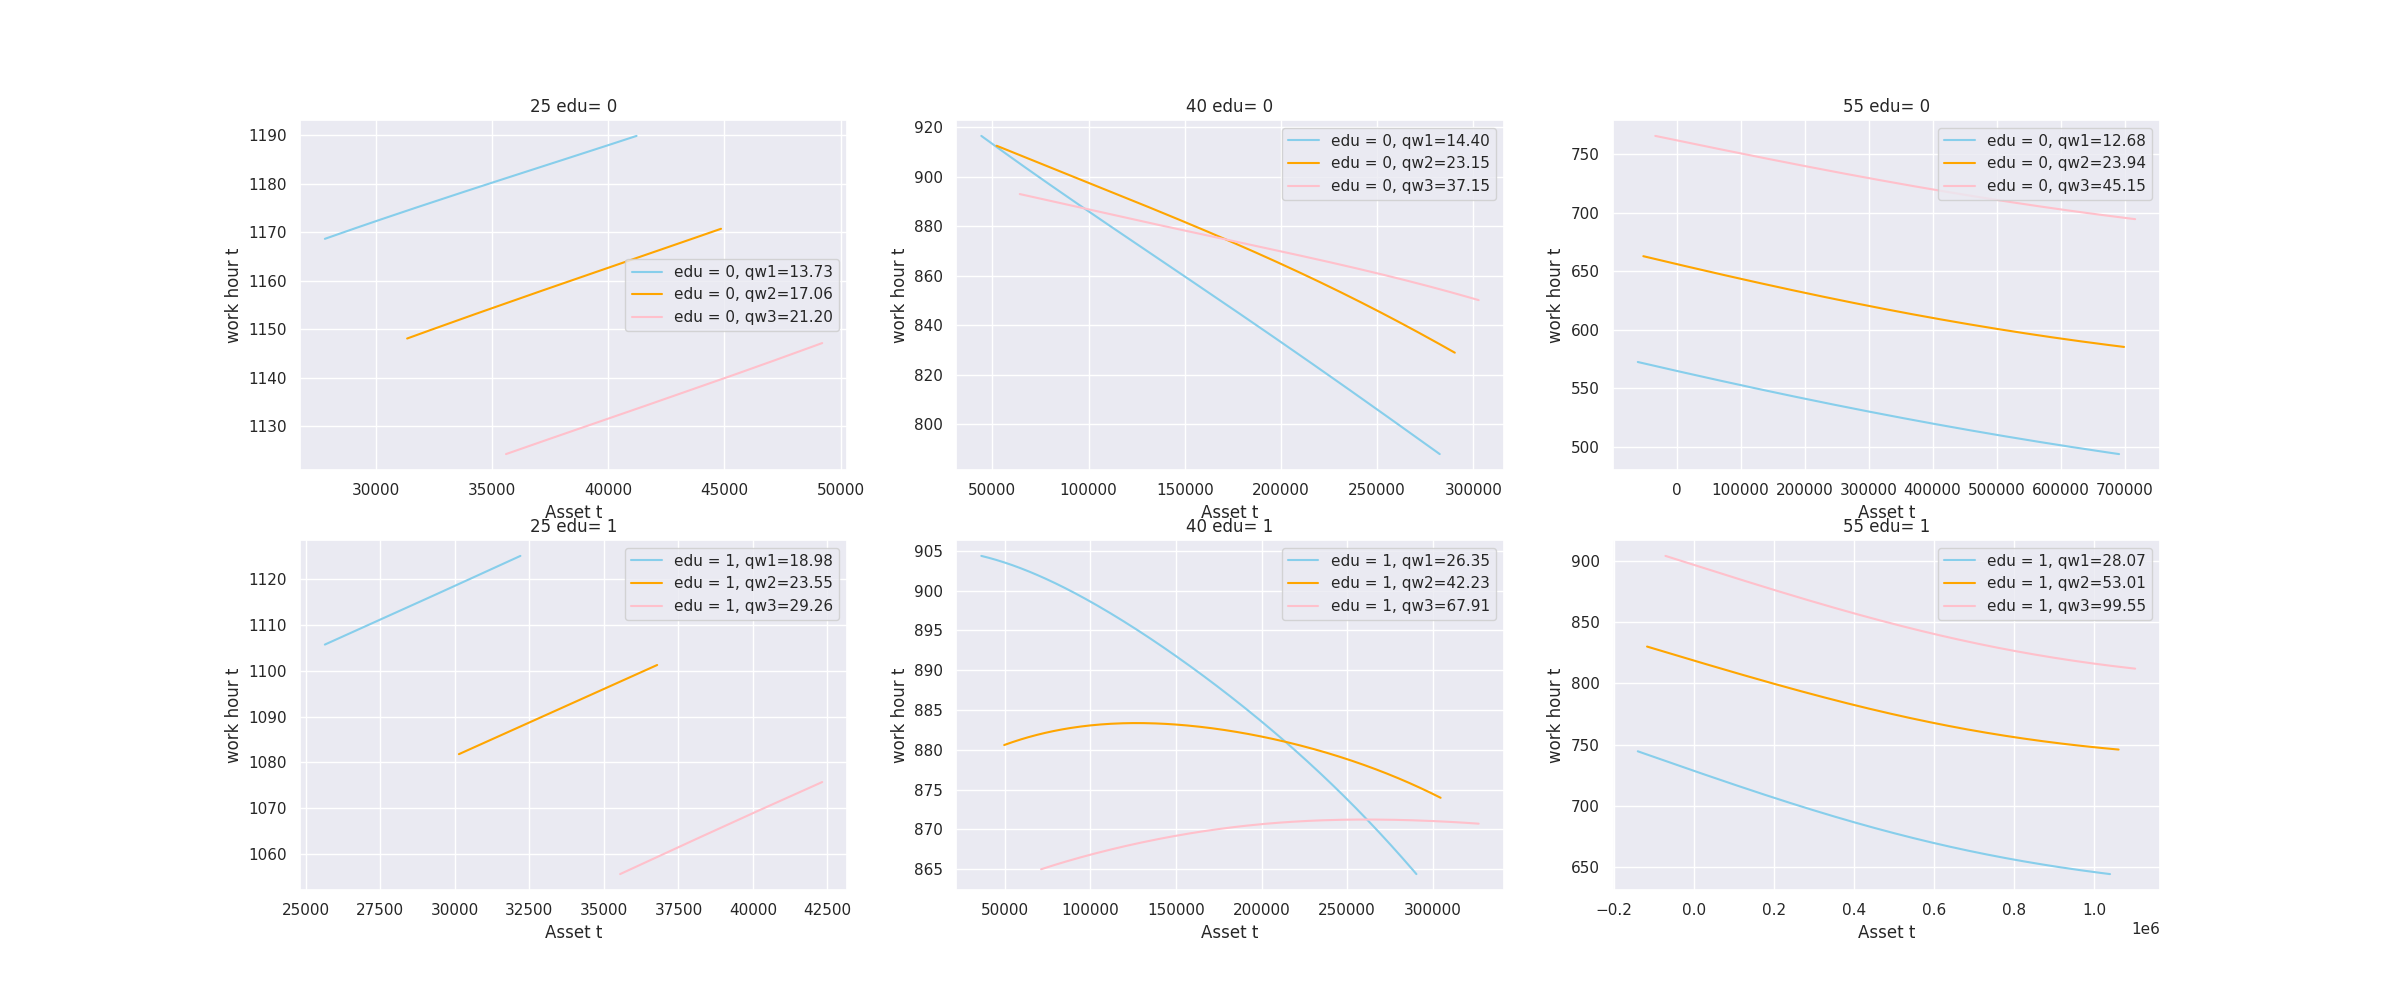 25 edu= 0
1190
1180
1170
1160
1150
1140
1130
work hour t
edu = 0, qw1=13.73
edu = 0, qw2=17.06
edu = 0, qw3=21.20
30000 35000 40000 45000 50000
Asset t
40 edu= 0
920
900
880
860
840
820
800
work hour t
edu = 0, qw1=14.40
edu = 0, qw2=23.15
edu = 0, qw3=37.15
50000 100000 150000 200000 250000 300000
Asset t
55 edu= 0
750
700
650
600
550
500
work hour t
edu = 0, qw1=12.68
edu = 0, qw2=23.94
edu = 0, qw3=45.15
0 100000 200000 300000 400000 500000 600000 700000
Asset t
25 edu= 1
1120
1110
1100
1090
1080
1070
1060
work hour t
edu = 1, qw1=18.98
edu = 1, qw2=23.55
edu = 1, qw3=29.26
25000 27500 30000 32500 35000 37500 40000 42500
Asset t
40 edu= 1
905
900
895
890
885
880
875
870
865
work hour t
edu = 1, qw1=26.35
edu = 1, qw2=42.23
edu = 1, qw3=67.91
50000 100000 150000 200000 250000 300000
Asset t
55 edu= 1
900
850
800
750
700
650
work hour t
edu = 1, qw1=28.07
edu = 1, qw2=53.01
edu = 1, qw3=99.55
−0.2 0.0 0.2 0.4 0.6 0.8 1.0
1e6
Asset t